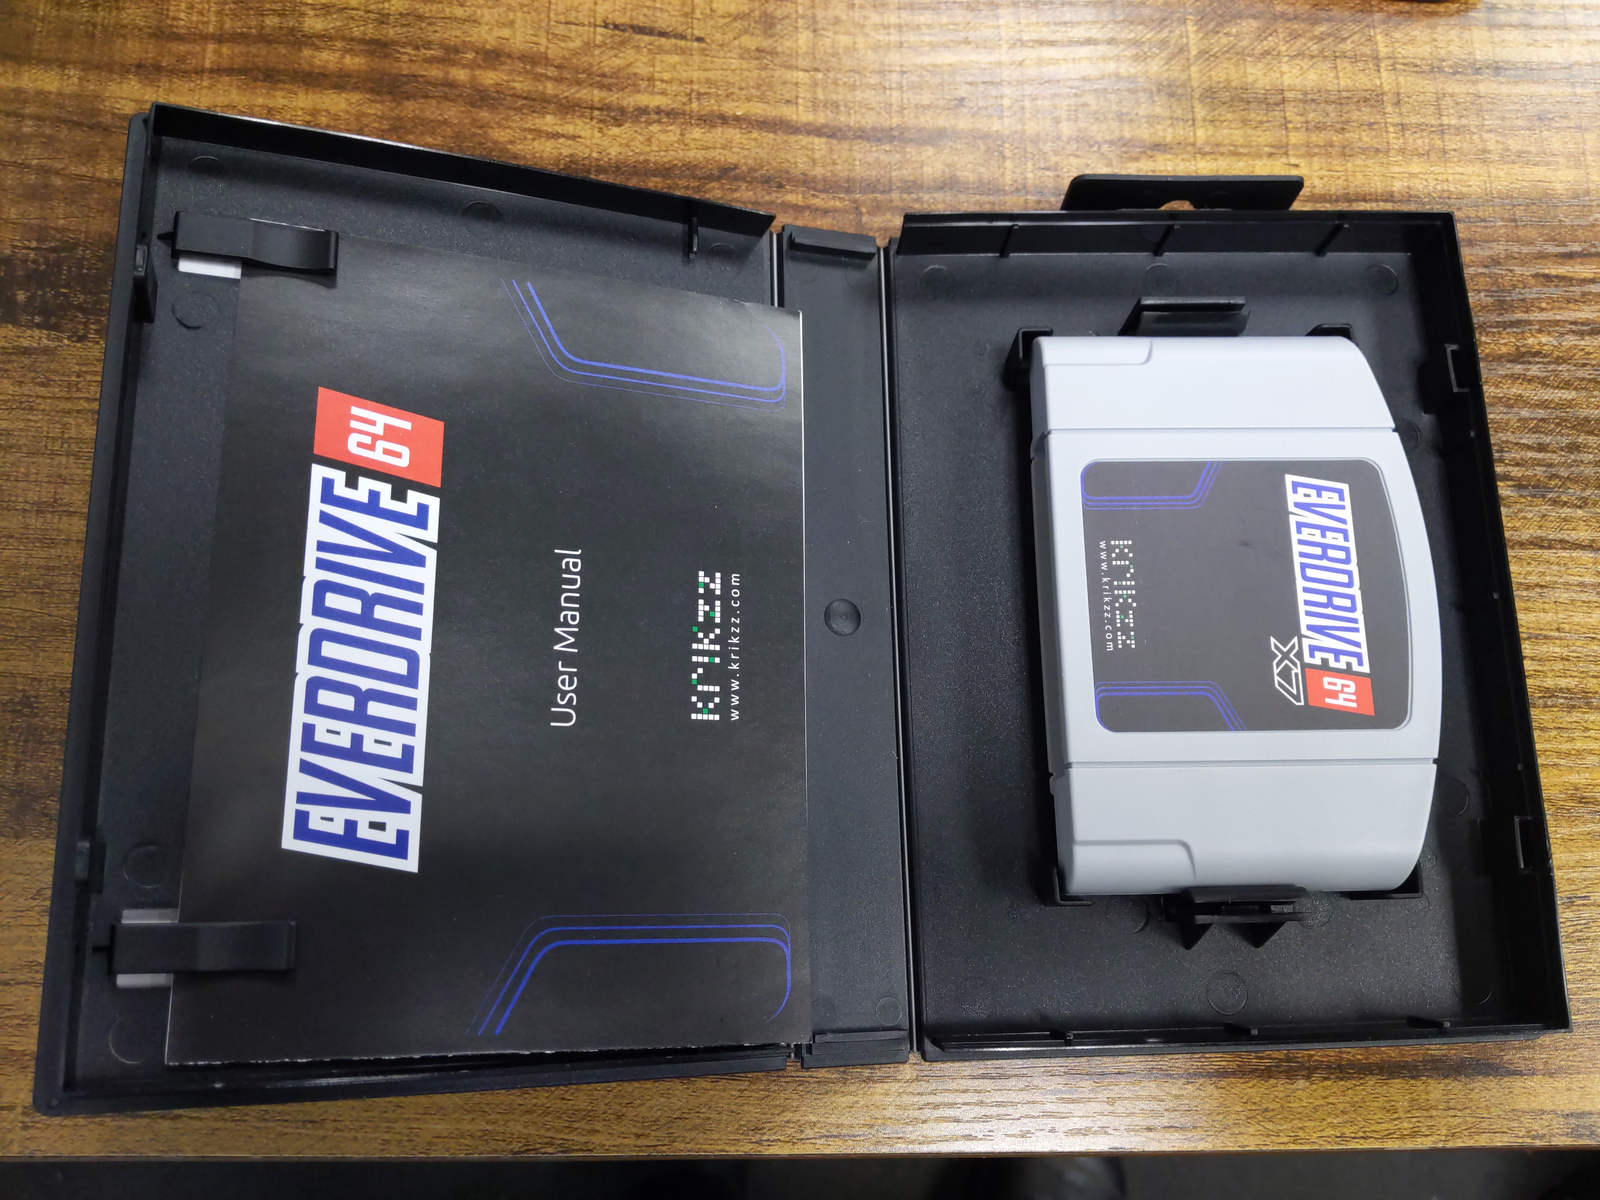 EVERDRIVE 64
User Manual
krikzz
www.krikzz.com
EVERDRIVE 64
X7
krikzz
www.krikzz.com